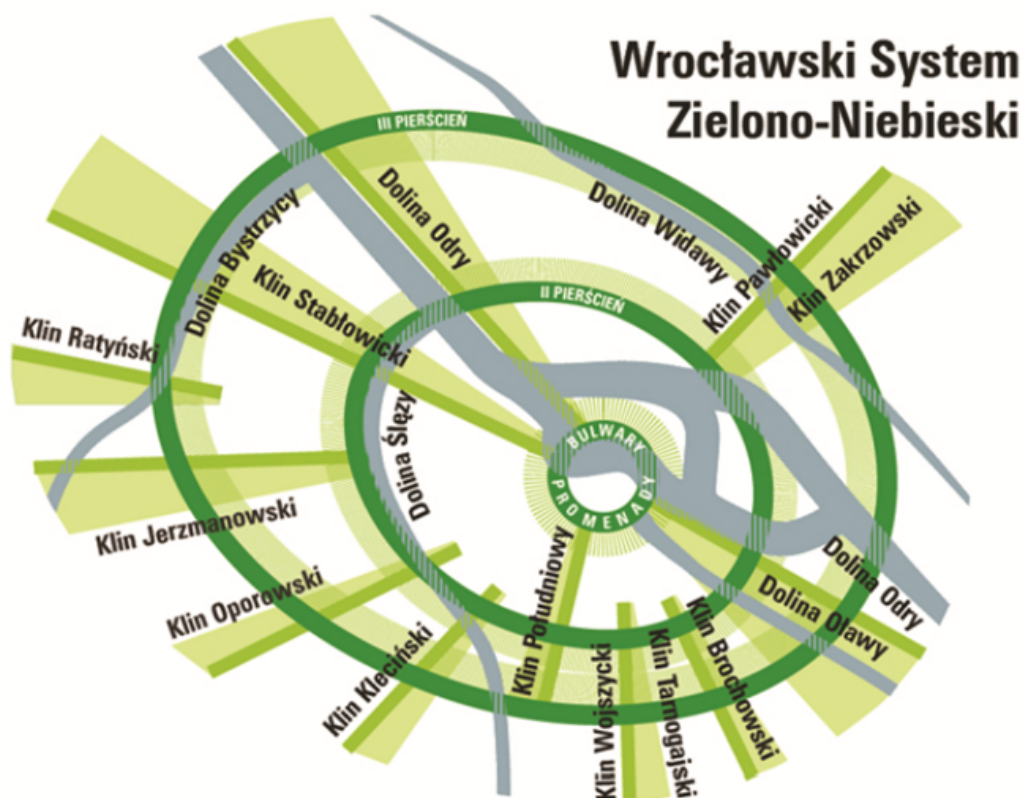 Wrocławski System
Zielono-Niebieski
III PIERŚCIEŃ
Dolina Odry
Dolina Widawy
Klin Pawłowicki
Klin Zakrzowski
Dolina Bystrzycy
Klin Stabłowicki
II PIERŚCIEŃ
Klin Ratyński
Dolina Ślęzy
BULWARY
PROMENADY
Klin Jerzmanowski
Klin Oporowski
Klin Kleciński
Klin Południowy
Klin Wojszycki
Klin Tarnogajski
Klin Brochowski
Dolina Oławy
Dolina Odry